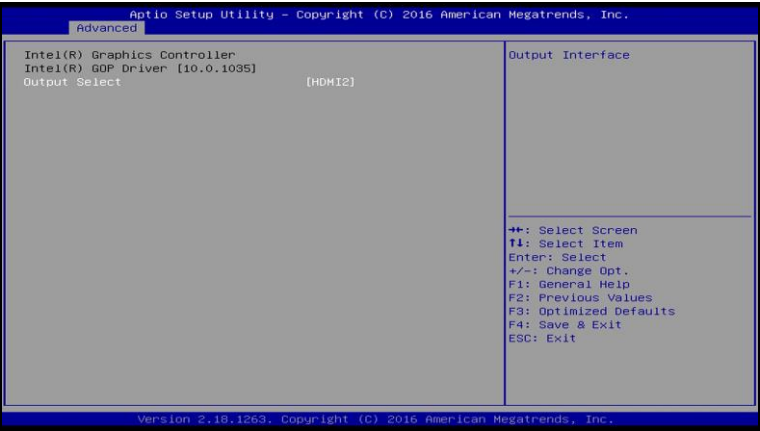 Aptio Setup Utility – Copyright (C) 2016 American Megatrends, Inc.
Advanced
Intel(R) Graphics Controller
Intel(R) GOP Driver [10.0.1035]
Output Select [HDMI2]
Output Interface
→←: Select Screen
↑↓: Select Item
Enter: Select
+/-: Change Opt.
F1: General Help
F2: Previous Values
F3: Optimized Defaults
F4: Save & Exit
ESC: Exit
Version 2.18.1263. Copyright (C) 2016 American Megatrends, Inc.